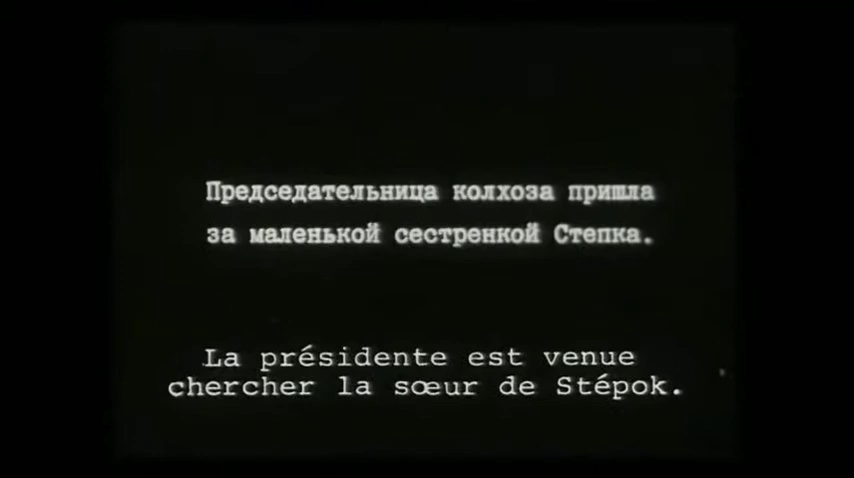 Председательница колхоза пришла
за маленькой сестренкой Степка.
La présidente est venue
chercher la sœur de Stépok.